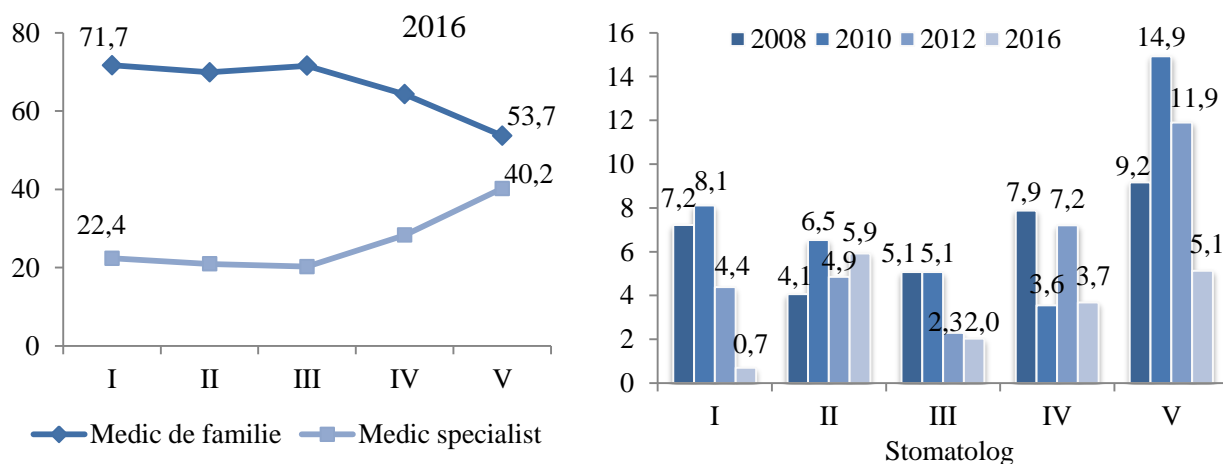 2016
80
60
40
20
0
71,7
53,7
22,4
40,2
I II III IV V
Medic de familie Medic specialist
2008 2010 2012 2016
16
14
12
10
8
6
4
2
0
7,2 8,1 4,4 0,7
4,1 6,5 4,9 5,9
5,1 5,1 2,3 2,0
7,9 3,6 7,2 3,7
9,2 14,9 11,9 5,1
I II III IV V
Stomatolog